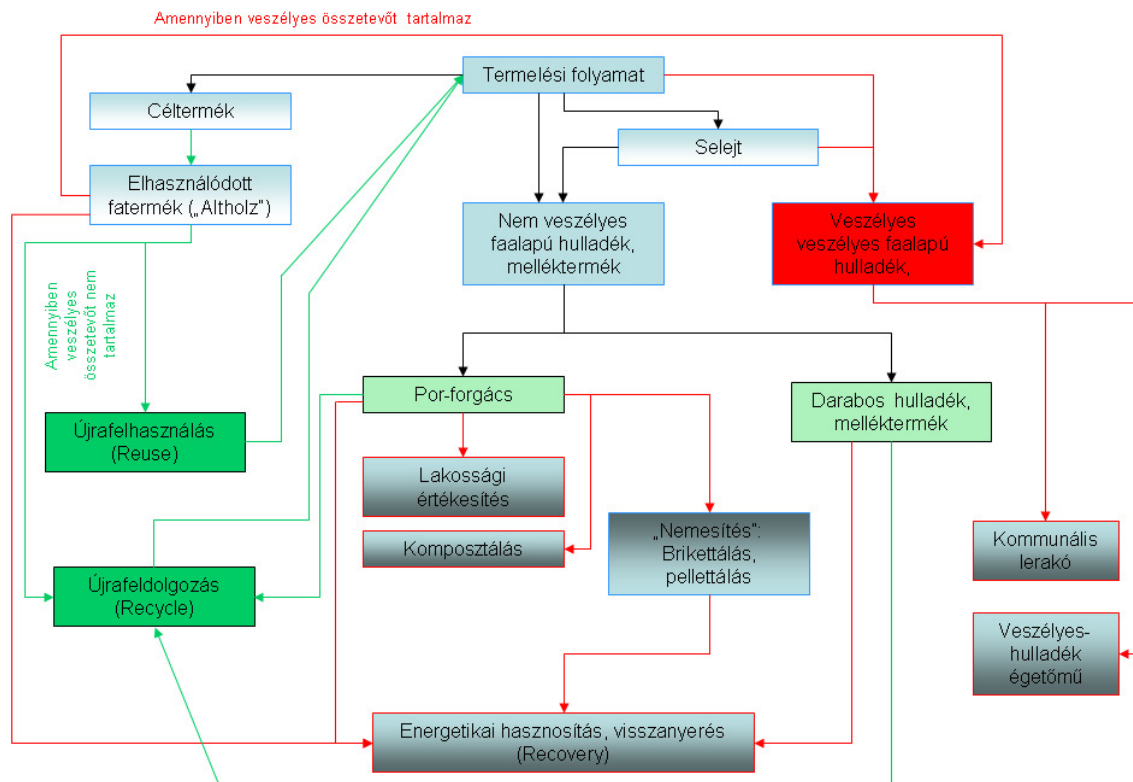 Amennyiben veszélyes összetevőt tartalmaz
Termelési folyamat
Céltermék
Selejt
Elhasználódott
fatermék („Altholz")
Nem veszélyes
faalapú hulladék,
melléktermék
Veszélyes
veszélyes faalapú
hulladék,
Amennyiben
veszélyes
összetevőt nem
tartalmaz
Por-forgács
Darabos hulladék,
melléktermék
Újrafelhasználás
(Reuse)
Lakossági
értékesítés
Komposztálás
„Nemesítés":
Brikettálás,
pellettálás
Kommunális
lerakó
Újrafeldolgozás
(Recycle)
Veszélyes-
hulladék
égetőmű
Energetikai hasznosítás, visszanyerés
(Recovery)